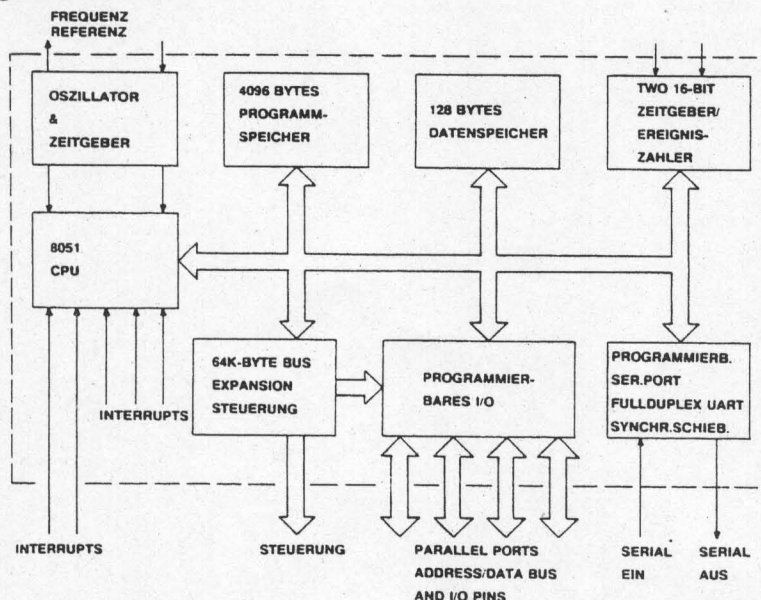 FREQUENZ
REFERENZ
OSZILLATOR
&
ZEITGEBER
4096 BYTES
PROGRAMM-
SPEICHER
128 BYTES
DATENSPEICHER
TWO 16-BIT
ZEITGEBER/
EREIGNIS-
ZAHLER
8051
CPU
64K-BYTE BUS
EXPANSION
STEUERUNG
PROGRAMMIER-
BARES I/O
PROGRAMMIERB.
SER.PORT
FULLDUPLEX UART
SYNCHR.SCHIEB.
INTERRUPTS
INTERRUPTS
STEUERUNG
PARALLEL PORTS
ADDRESS/DATA BUS
AND I/O PINS
SERIAL
EIN
SERIAL
AUS